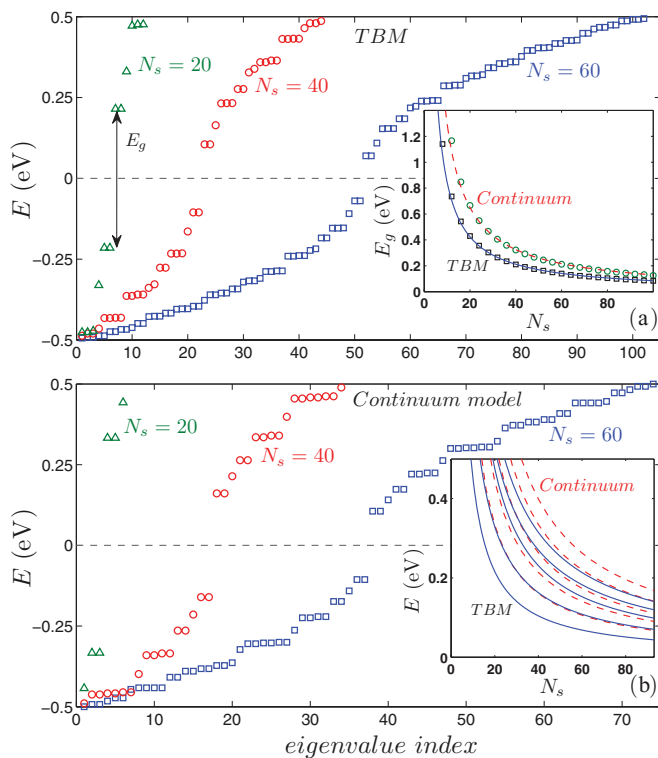 0.5
0.25
0
−0.25
−0.5
E (eV)
TBM
N_s = 20
N_s = 40
N_s = 60
E_g
1.2
1
0.8
0.6
0.4
0.2
0
E_g (eV)
Continuum
TBM
0 20 40 60 80
N_s
(a)
0 10 20 30 40 50 60 70 80 90 100
0.5
0.25
0
−0.25
−0.5
E (eV)
Continuum model
N_s = 20
N_s = 40
N_s = 60
0.4
0.2
0
E (eV)
Continuum
TBM
0 20 40 60 80
N_s
(b)
0 10 20 30 40 50 60 70
eigenvalue index